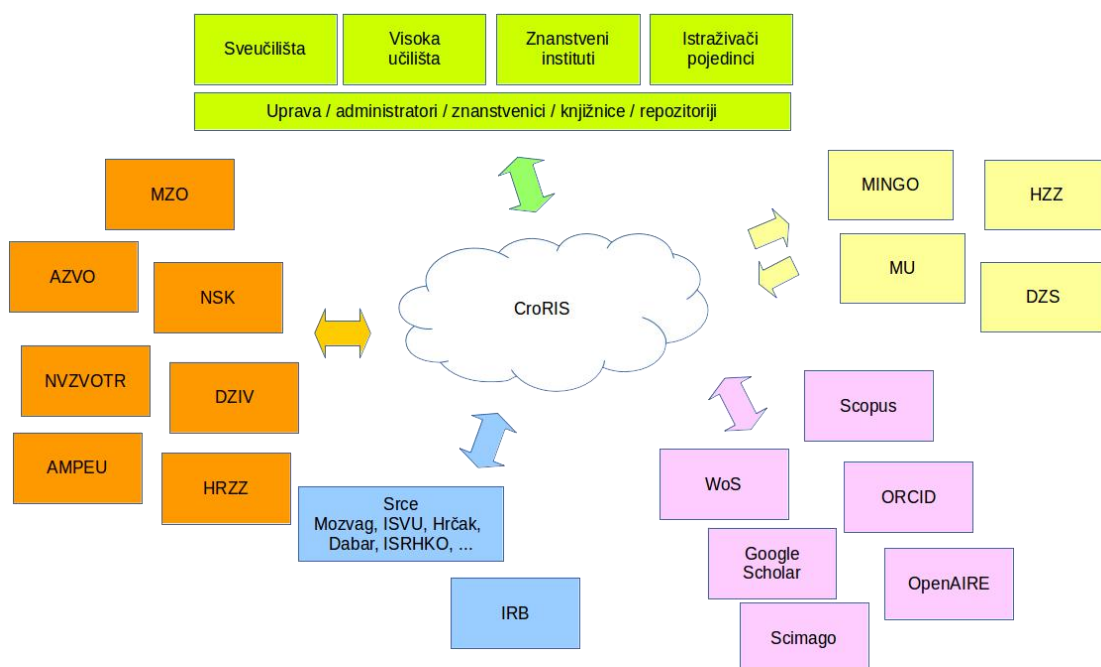 Sveučilišta
Visoka
učilišta
Znanstveni
instituti
Istraživači
pojedinci
Uprava / administratori / znanstvenici / knjižnice / repozitoriji
MZO
AZVO
NSK
NVZVOTR
DZIV
AMPEU
HRZZ
CroRIS
MINGO
HZZ
MU
DZS
Srce
Mozvag, ISVU, Hrčak,
Dabar, ISRHKO, ...
IRB
Scopus
WoS
ORCID
Google
Scholar
OpenAIRE
Scimago